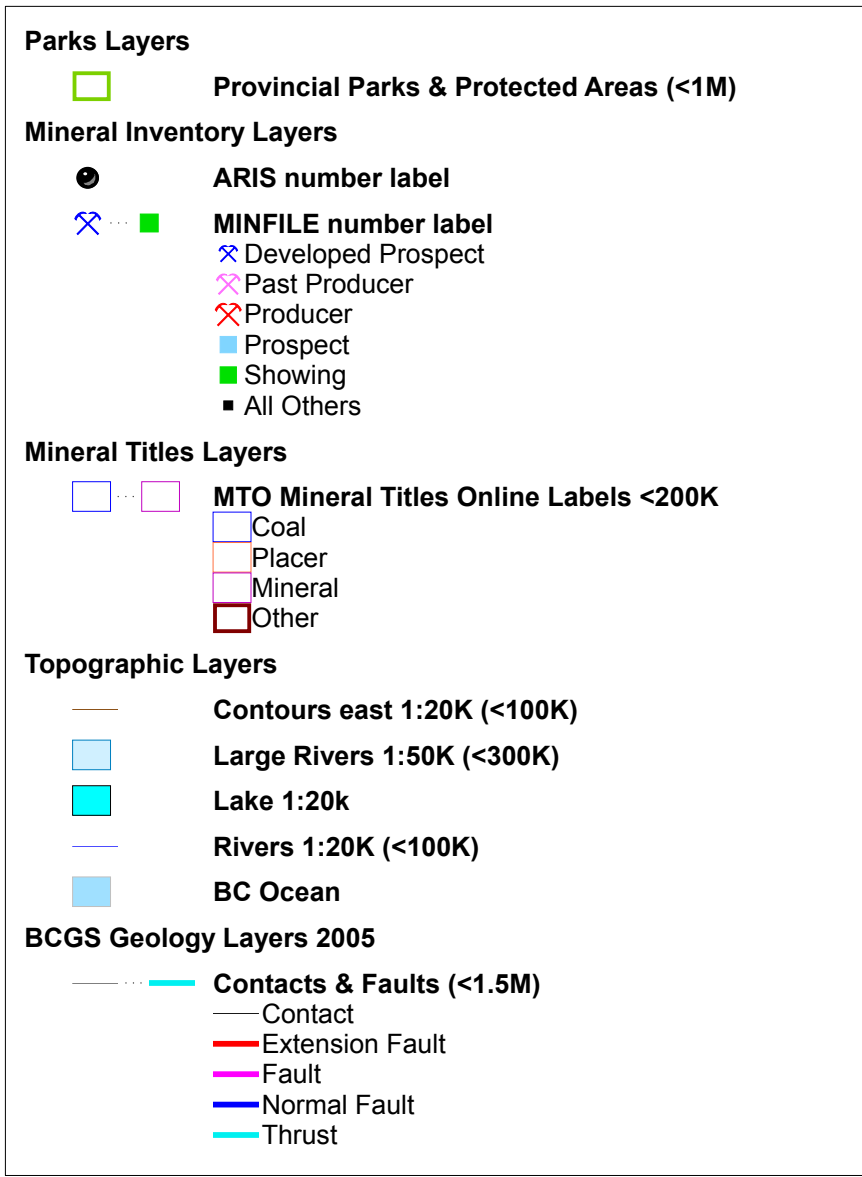 Parks Layers
Provincial Parks & Protected Areas (<1M)
Mineral Inventory Layers
ARIS number label
MINFILE number label
Developed Prospect
Past Producer
Producer
Prospect
Showing
All Others
Mineral Titles Layers
MTO Mineral Titles Online Labels <200K
Coal
Placer
Mineral
Other
Topographic Layers
Contours east 1:20K (<100K)
Large Rivers 1:50K (<300K)
Lake 1:20k
Rivers 1:20K (<100K)
BC Ocean
BCGS Geology Layers 2005
Contacts & Faults (<1.5M)
Contact
Extension Fault
Fault
Normal Fault
Thrust